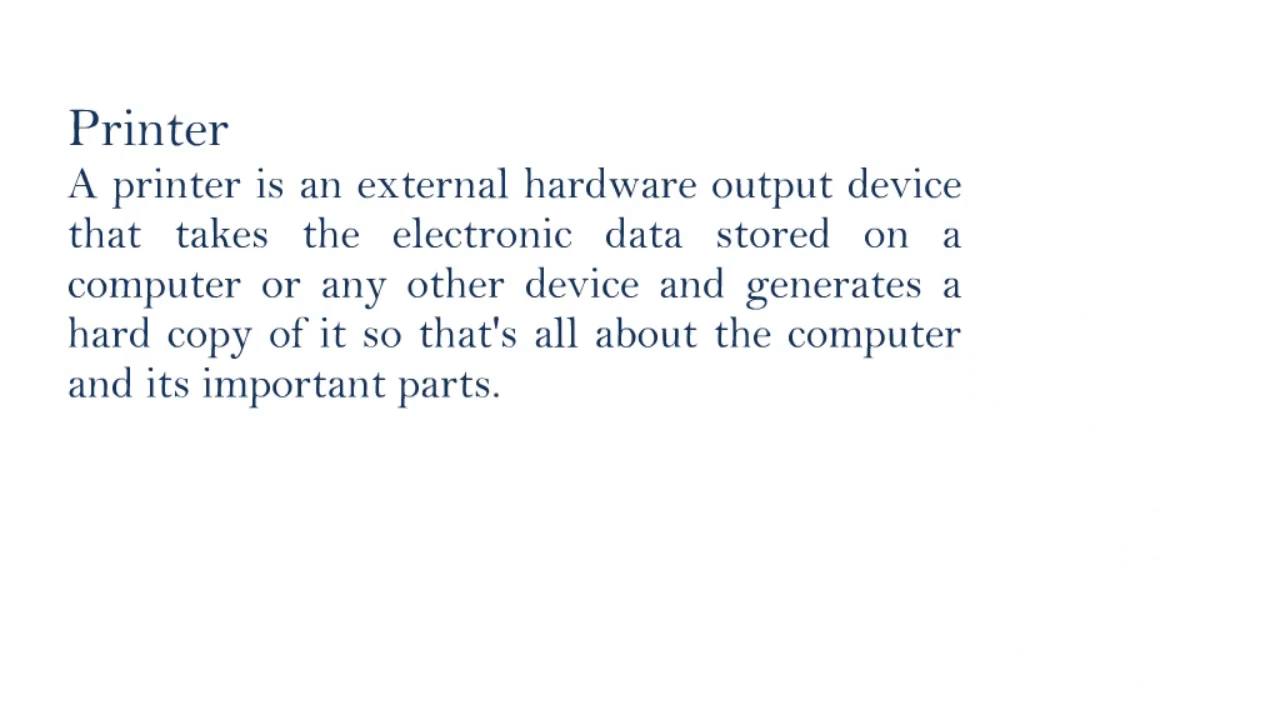 Printer
A printer is an external hardware output device
that takes the electronic data stored on a
computer or any other device and generates a
hard copy of it so that's all about the computer
and its important parts.